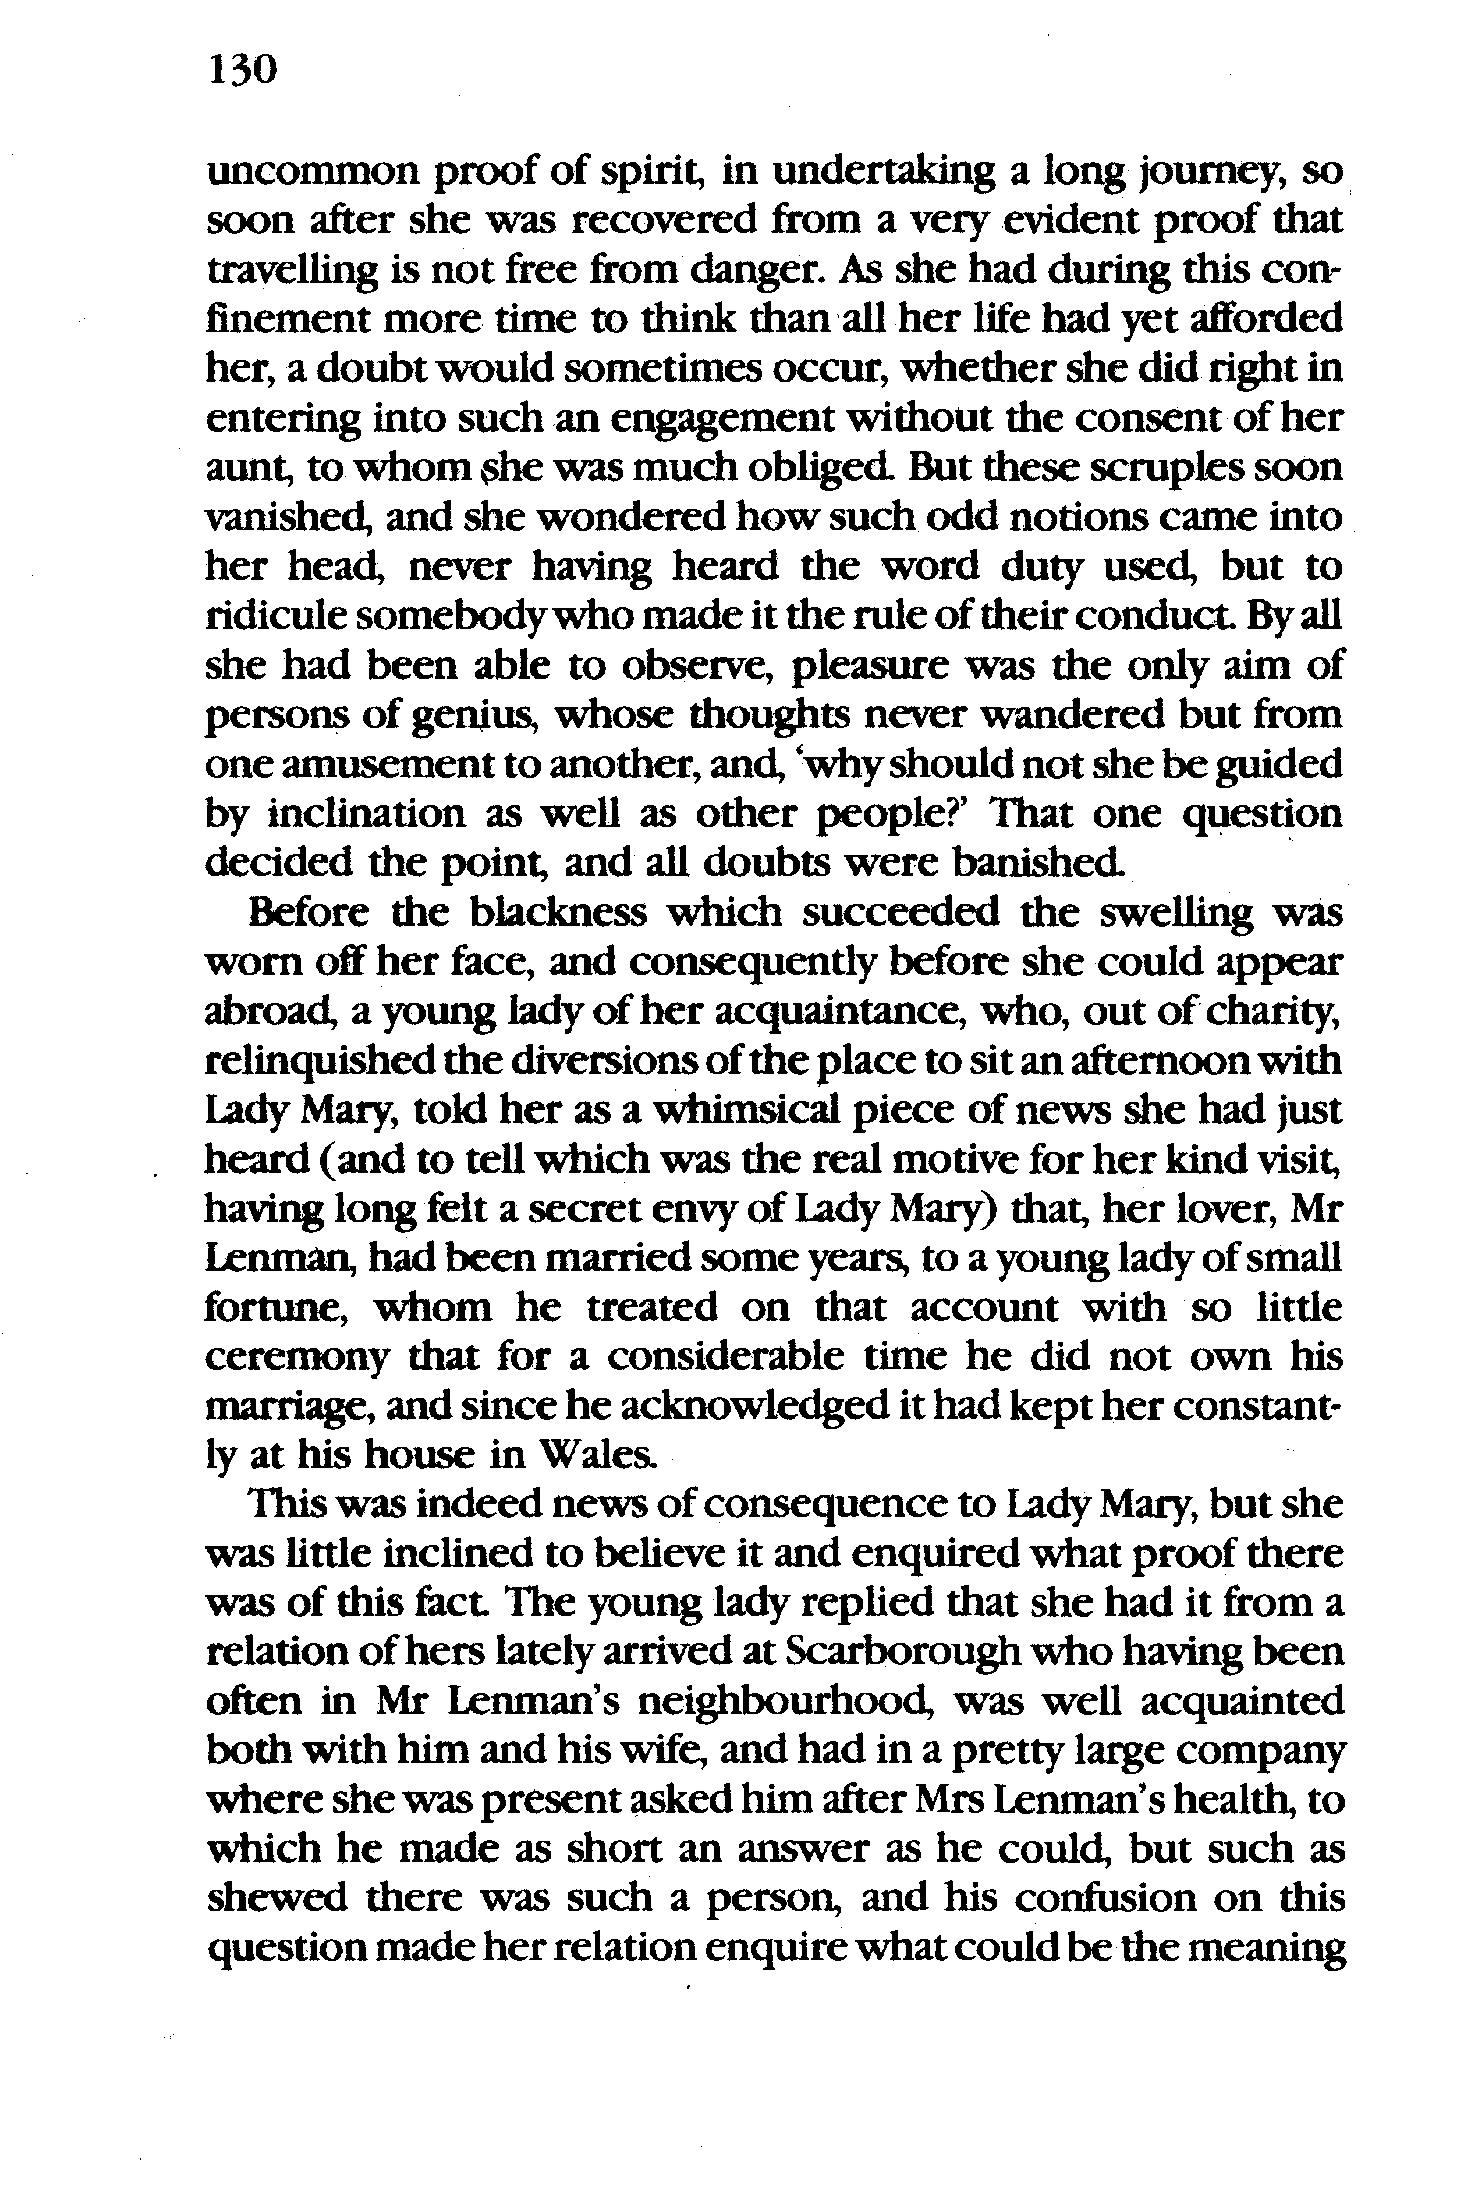 130
uncommon proof of spirit, in undertaking a long journey, so
soon after she was recovered from a very evident proof that
travelling is not free from danger. As she had during this con-
finement more time to think than all her life had yet afforded
her, a doubt would sometimes occur, whether she did right in
entering into such an engagement without the consent of her
aunt, to whom she was much obliged. But these scruples soon
vanished, and she wondered how such odd notions came into
her head, never having heard the word duty used, but to
ridicule somebody who made it the rule of their conduct. By all
she had been able to observe, pleasure was the only aim of
persons of genius, whose thoughts never wandered but from
one amusement to another, and, ‘why should not she be guided
by inclination as well as other people?’ That one question
decided the point, and all doubts were banished.
Before the blackness which succeeded the swelling was
worn off her face, and consequently before she could appear
abroad, a young lady of her acquaintance, who, out of charity,
relinquished the diversions of the place to sit an afternoon with
Lady Mary, told her as a whimsical piece of news she had just
heard (and to tell which was the real motive for her kind visit,
having long felt a secret envy of Lady Mary) that, her lover, Mr
Lenman, had been married some years, to a young lady of small
fortune, whom he treated on that account with so little
ceremony that for a considerable time he did not own his
marriage, and since he acknowledged it had kept her constant-
ly at his house in Wales.
This was indeed news of consequence to Lady Mary, but she
was little inclined to believe it and enquired what proof there
was of this fact. The young lady replied that she had it from a
relation of hers lately arrived at Scarborough who having been
often in Mr Lenman’s neighbourhood, was well acquainted
both with him and his wife, and had in a pretty large company
where she was present asked him after Mrs Lenman’s health, to
which he made as short an answer as he could, but such as
shewed there was such a person, and his confusion on this
question made her relation enquire what could be the meaning